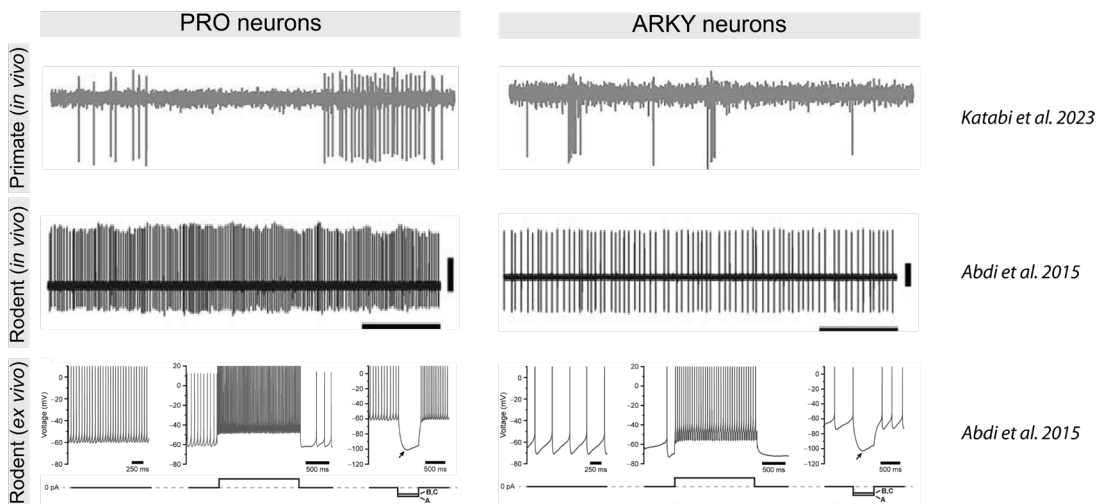 PRO neurons
ARKY neurons
Primate (in vivo)
Katabi et al. 2023
Rodent (in vivo)
Abdi et al. 2015
Rodent (ex vivo)
Abdi et al. 2015
Voltage (mV)
0
−20
−40
−60
−80
250 ms
20
0
−20
−40
−60
−80
500 ms
0
−20
−40
−60
−80
−100
−120
500 ms
0 pA
B,C
A
Voltage (mV)
0
−20
−40
−60
−80
250 ms
20
0
−20
−40
−60
−80
500 ms
0
−20
−40
−60
−80
−100
−120
500 ms
0 pA
B,C
A